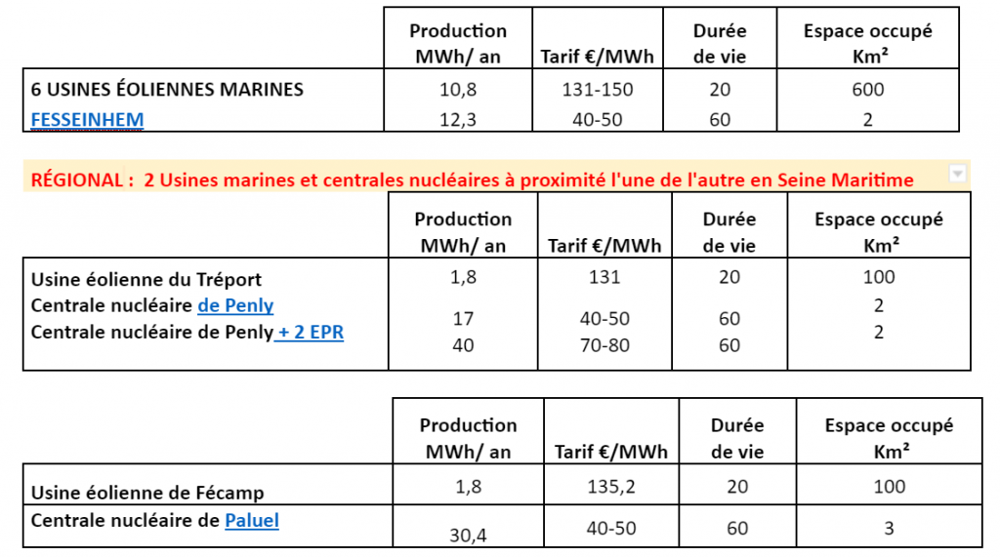 Production MWh/ an Tarif €/MWh Durée de vie Espace occupé Km²
6 USINES ÉOLIENNES MARINES 10,8 131-150 20 600
FESSEINHEM 12,3 40-50 60 2
RÉGIONAL : 2 Usines marines et centrales nucléaires à proximité l'une de l'autre en Seine Maritime
Production MWh/ an Tarif €/MWh Durée de vie Espace occupé Km²
Usine éolienne du Tréport 1,8 131 20 100
Centrale nucléaire de Penly 17 40-50 60 2
Centrale nucléaire de Penly + 2 EPR 40 70-80 60 2
Production MWh/ an Tarif €/MWh Durée de vie Espace occupé Km²
Usine éolienne de Fécamp 1,8 135,2 20 100
Centrale nucléaire de Paluel 30,4 40-50 60 3